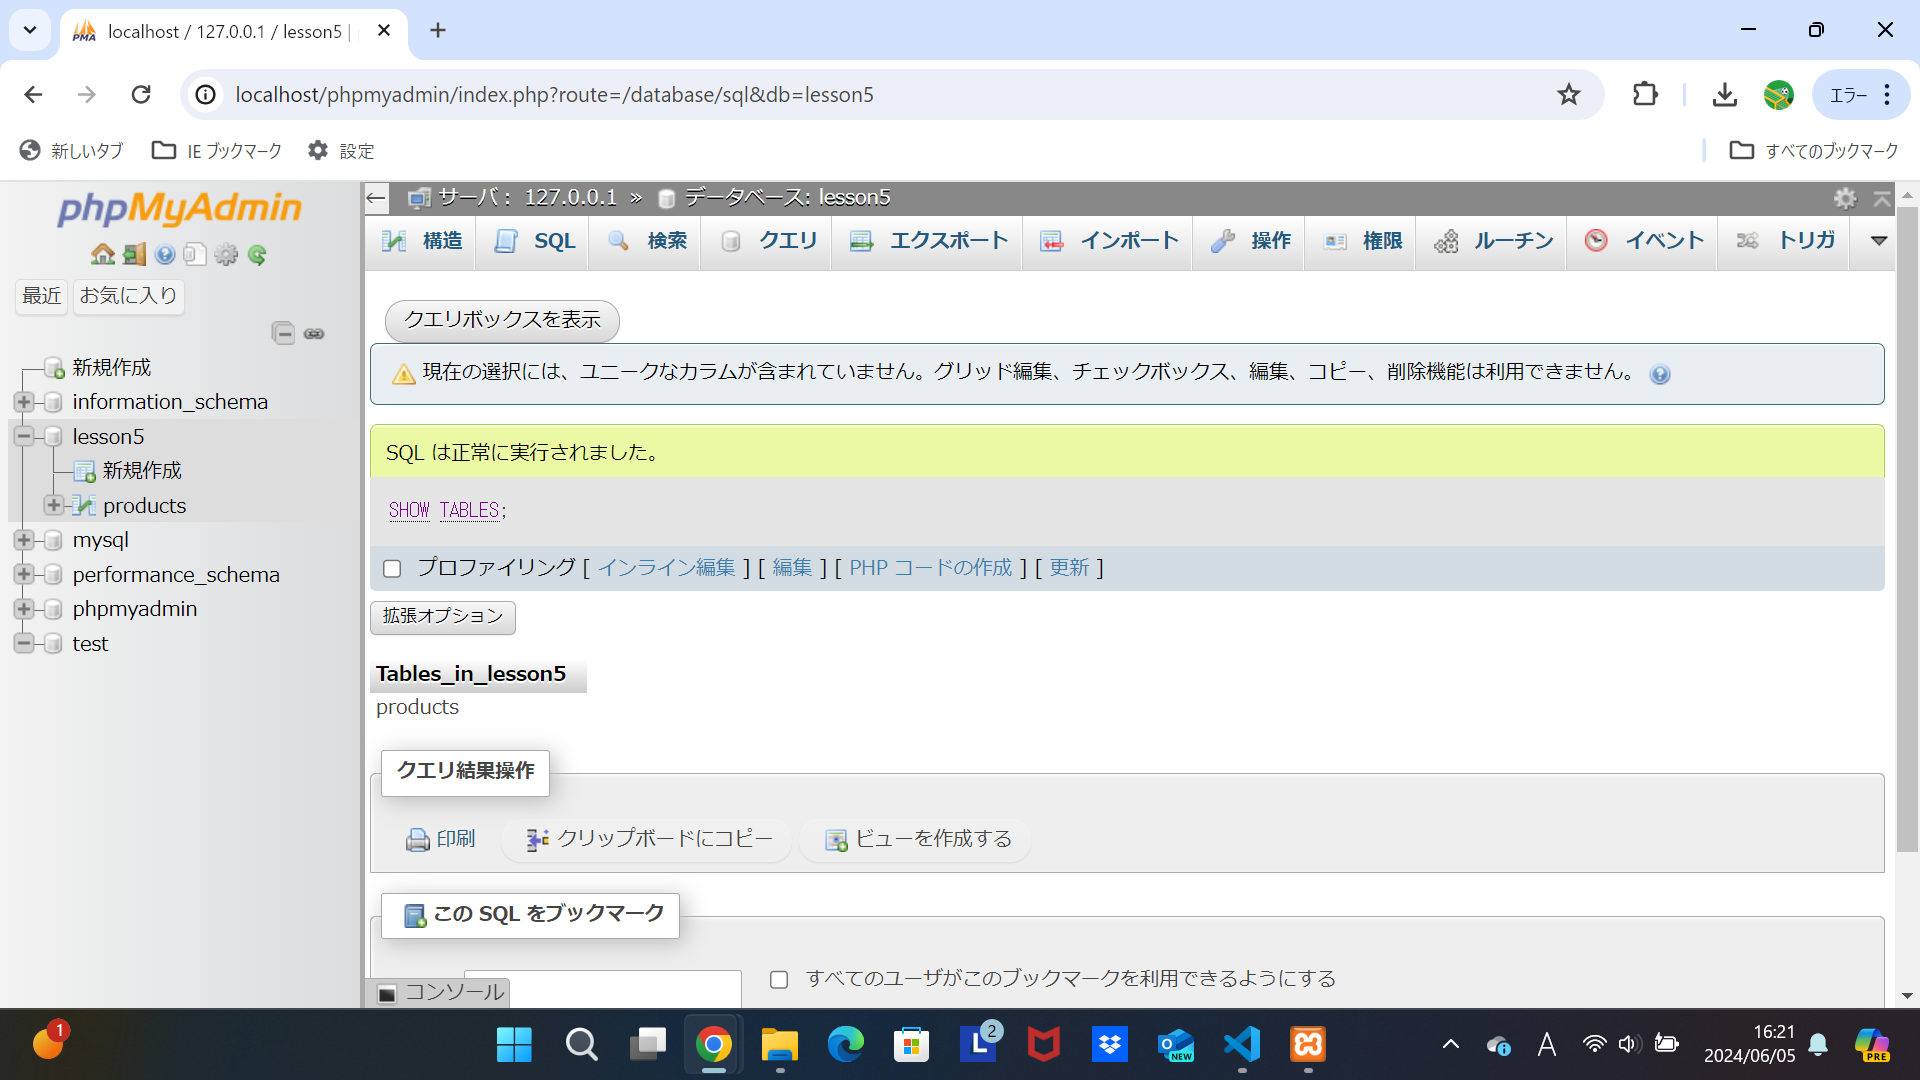 localhost / 127.0.0.1 / lesson5 |
localhost/phpmyadmin/index.php?route=/database/sql&db=lesson5
エラー
新しいタブ
IE ブックマーク
設定
すべてのブックマーク
phpMyAdmin
最近
お気に入り
新規作成
information_schema
lesson5
新規作成
products
mysql
performance_schema
phpmyadmin
test
サーバ: 127.0.0.1 » データベース: lesson5
構造
SQL
検索
クエリ
エクスポート
インポート
操作
権限
ルーチン
イベント
トリガ
クエリボックスを表示
現在の選択には、ユニークなカラムが含まれていません。グリッド編集、チェックボックス、編集、コピー、削除機能は利用できません。
SQL は正常に実行されました。
SHOW TABLES;
プロファイリング [ インライン編集 ] [ 編集 ] [ PHP コードの作成 ] [ 更新 ]
拡張オプション
Tables_in_lesson5
products
クエリ結果操作
印刷
クリップボードにコピー
ビューを作成する
この SQL をブックマーク
コンソール
すべてのユーザがこのブックマークを利用できるようにする
1
L
2
NEW
A
16:21
2024/06/05
PRE